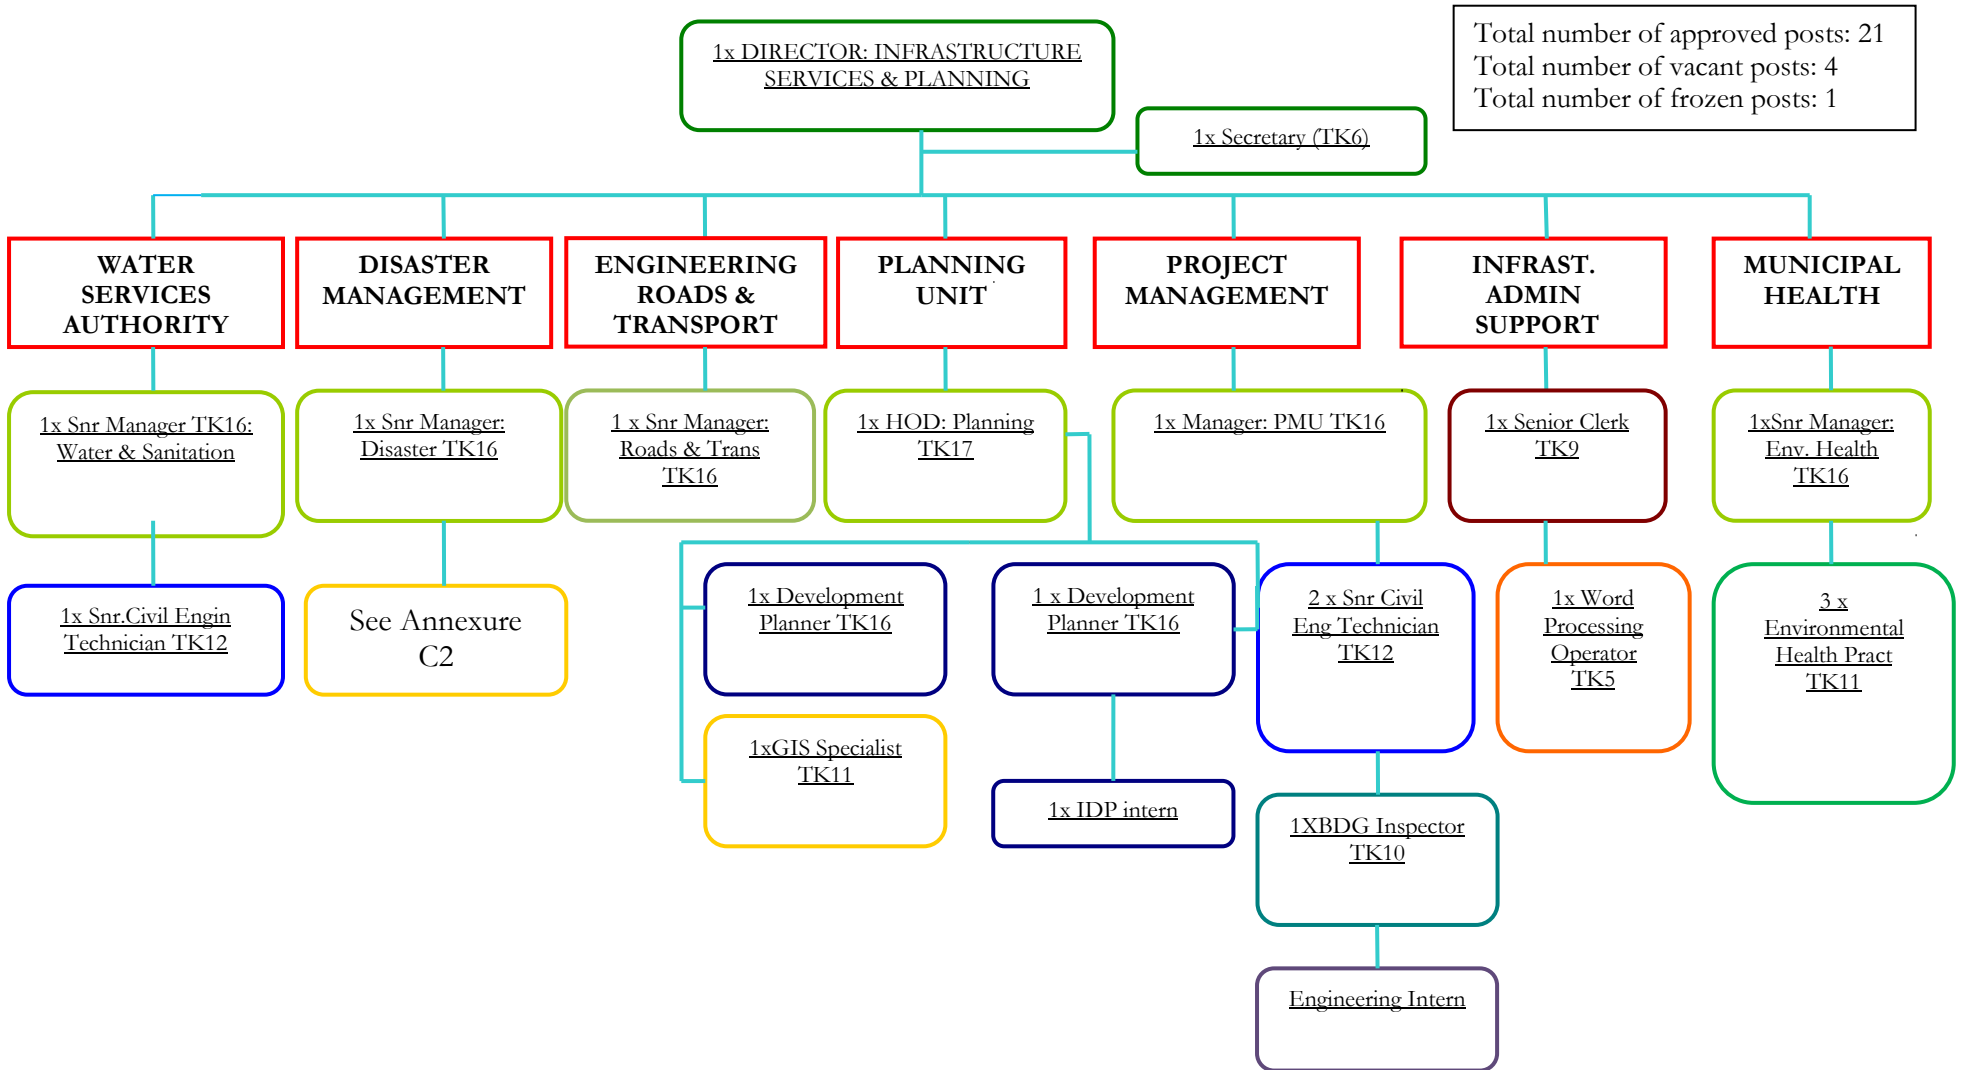 1x DIRECTOR: INFRASTRUCTURE
SERVICES & PLANNING
Total number of approved posts: 21
Total number of vacant posts: 4
Total number of frozen posts: 1
1x Secretary (TK6)
WATER
SERVICES
AUTHORITY
DISASTER
MANAGEMENT
ENGINEERING
ROADS &
TRANSPORT
PLANNING
UNIT
PROJECT
MANAGEMENT
INFRAST.
ADMIN
SUPPORT
MUNICIPAL
HEALTH
1x Snr Manager TK16:
Water & Sanitation
1x Snr Manager:
Disaster TK16
1 x Snr Manager:
Roads & Trans
TK16
1x HOD: Planning
TK17
1x Manager: PMU TK16
1x Senior Clerk
TK9
1xSnr Manager:
Env. Health
TK16
1x Snr.Civil Engin
Technician TK12
See Annexure
C2
1x Development
Planner TK16
1 x Development
Planner TK16
2 x Snr Civil
Eng Technician
TK12
1x Word
Processing
Operator
TK5
3 x
Environmental
Health Pract
TK11
1xGIS Specialist
TK11
1x IDP intern
1XBDG Inspector
TK10
Engineering Intern